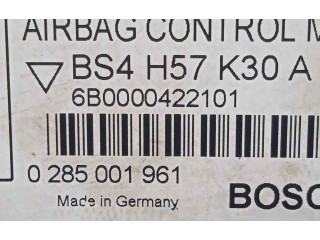 AIRBAG CONTROL M
BS4 H57 K30 A
6B0000422101
0 285 001 961
Made in Germany BOSC